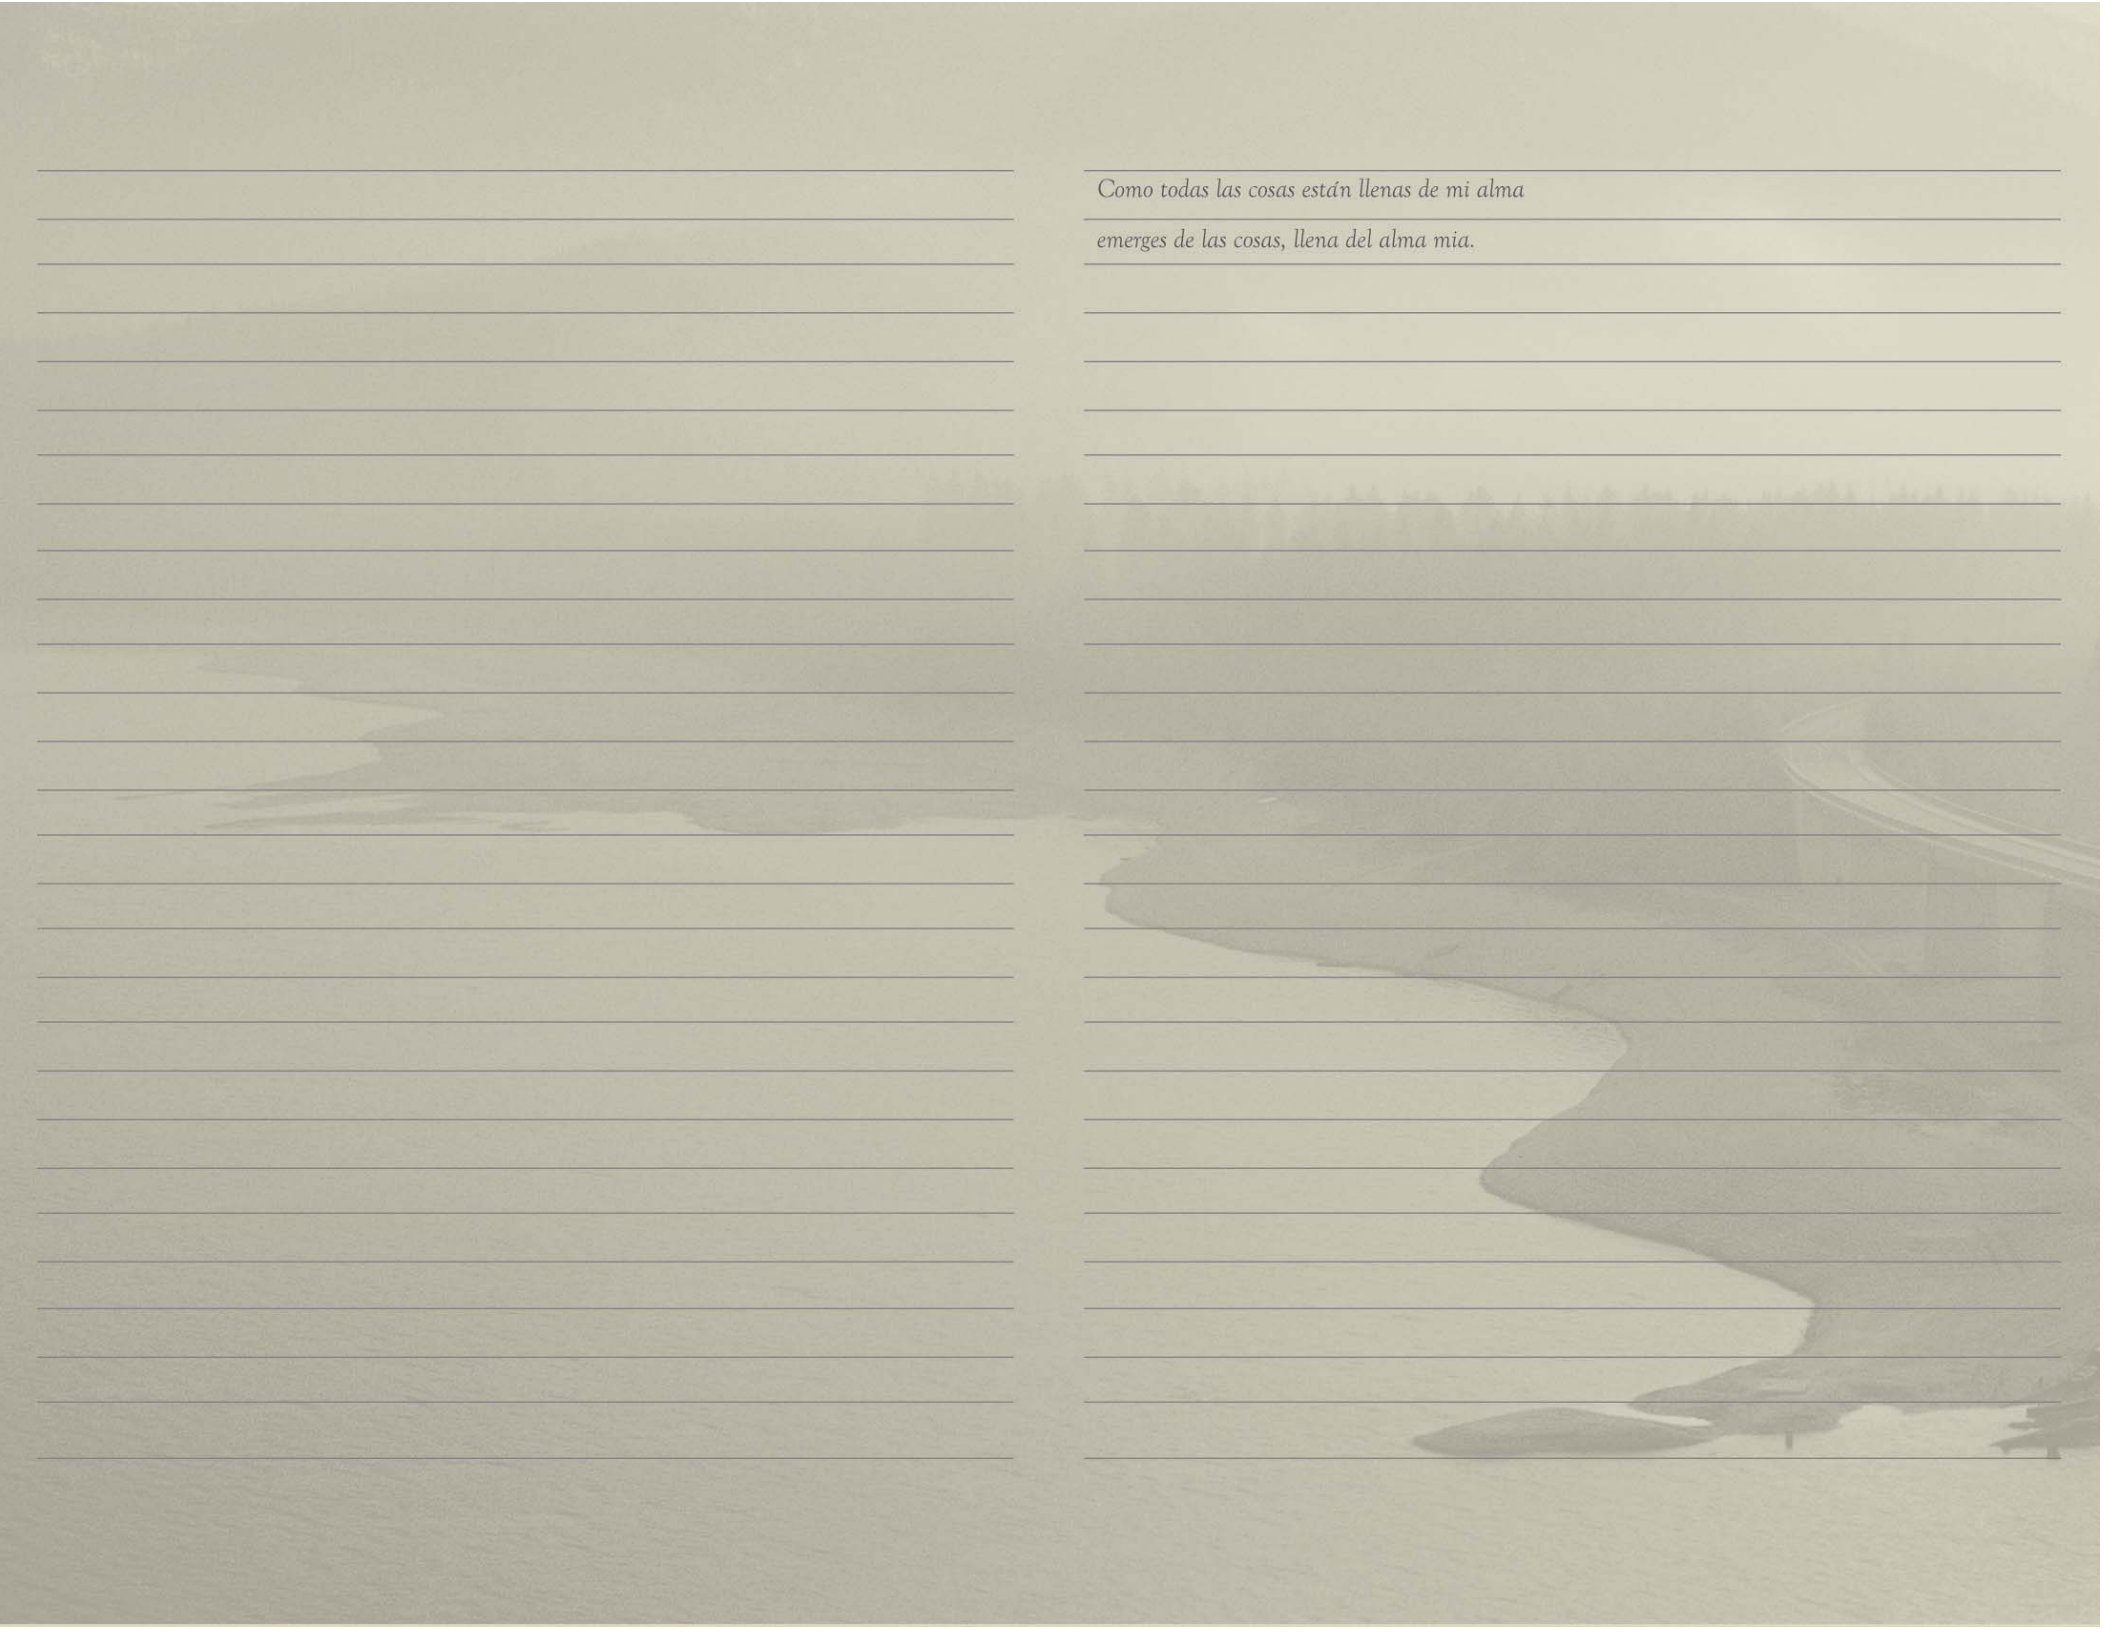 Como todas las cosas están llenas de mi alma
emerges de las cosas, llena del alma mia.